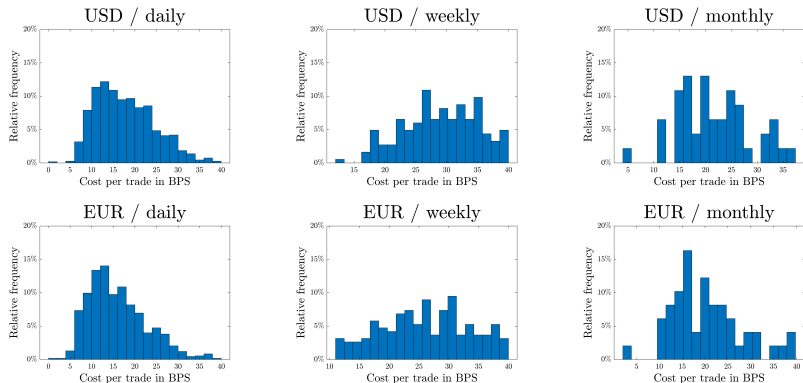 USD / daily
20%
15%
10%
5%
0%
Relative frequency
0 5 10 15 20 25 30 35 40
Cost per trade in BPS
USD / weekly
20%
15%
10%
5%
0%
Relative frequency
15 20 25 30 35 40
Cost per trade in BPS
USD / monthly
20%
15%
10%
5%
0%
Relative frequency
5 10 15 20 25 30 35
Cost per trade in BPS
EUR / daily
20%
15%
10%
5%
0%
Relative frequency
0 5 10 15 20 25 30 35 40
Cost per trade in BPS
EUR / weekly
20%
15%
10%
5%
0%
Relative frequency
10 15 20 25 30 35 40
Cost per trade in BPS
EUR / monthly
20%
15%
10%
5%
0%
Relative frequency
5 10 15 20 25 30 35 40
Cost per trade in BPS